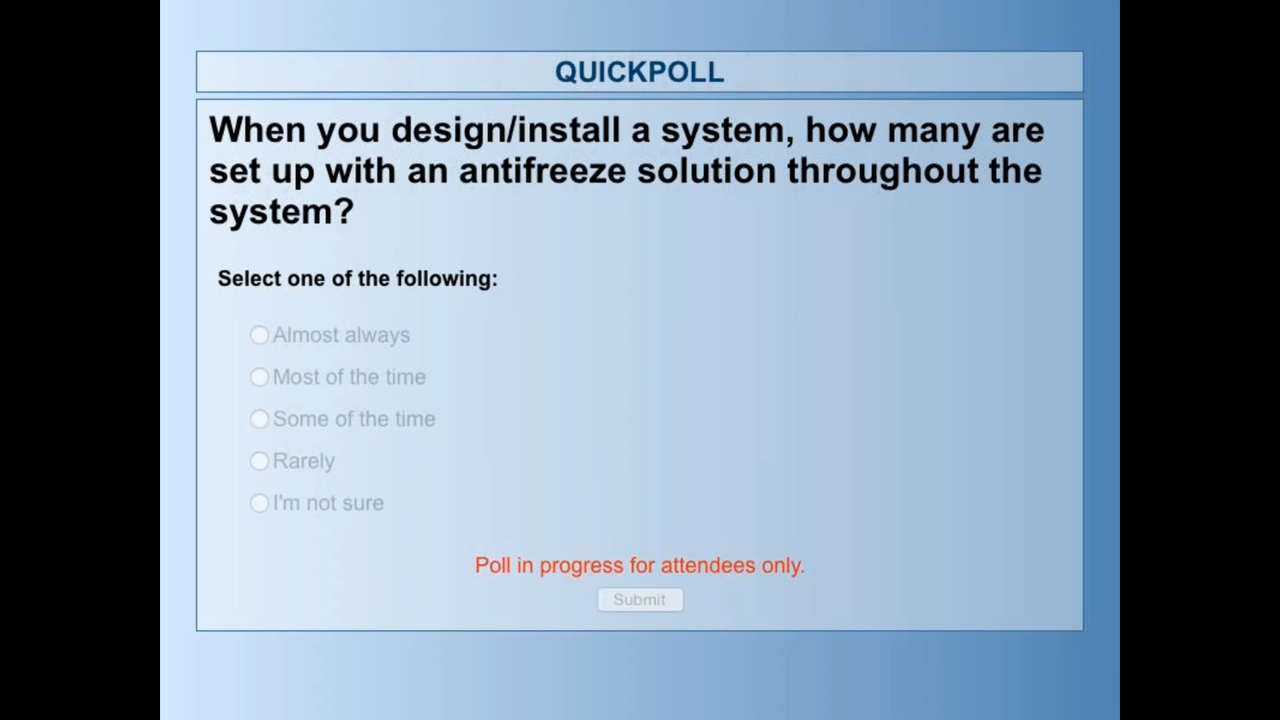 QUICKPOLL
When you design/install a system, how many are
set up with an antifreeze solution throughout the
system?
Select one of the following:
Almost always
Most of the time
Some of the time
Rarely
I'm not sure
Poll in progress for attendees only.
Submit